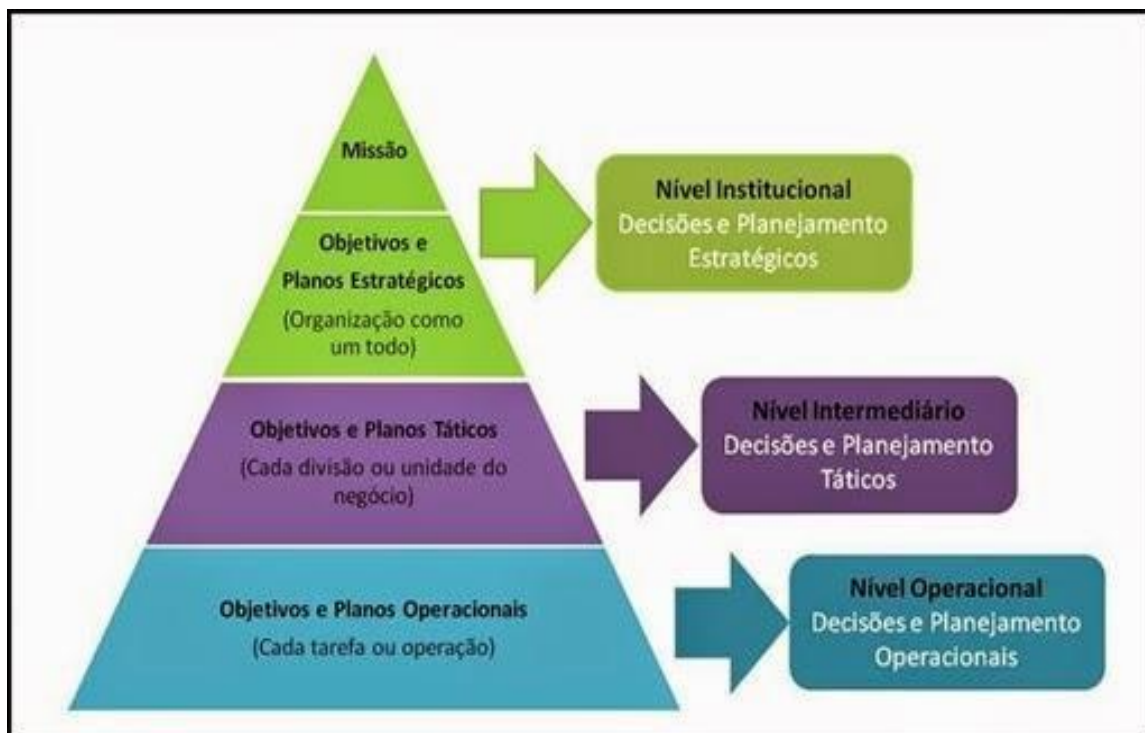 Missão
Objetivos e
Planos Estratégicos
(Organização como
um todo)
Nível Institucional
Decisões e Planejamento
Estratégicos
Objetivos e Planos Táticos
(Cada divisão ou unidade do
negócio)
Nível Intermediário
Decisões e Planejamento
Táticos
Objetivos e Planos Operacionais
(Cada tarefa ou operação)
Nível Operacional
Decisões e Planejamento
Operacionais